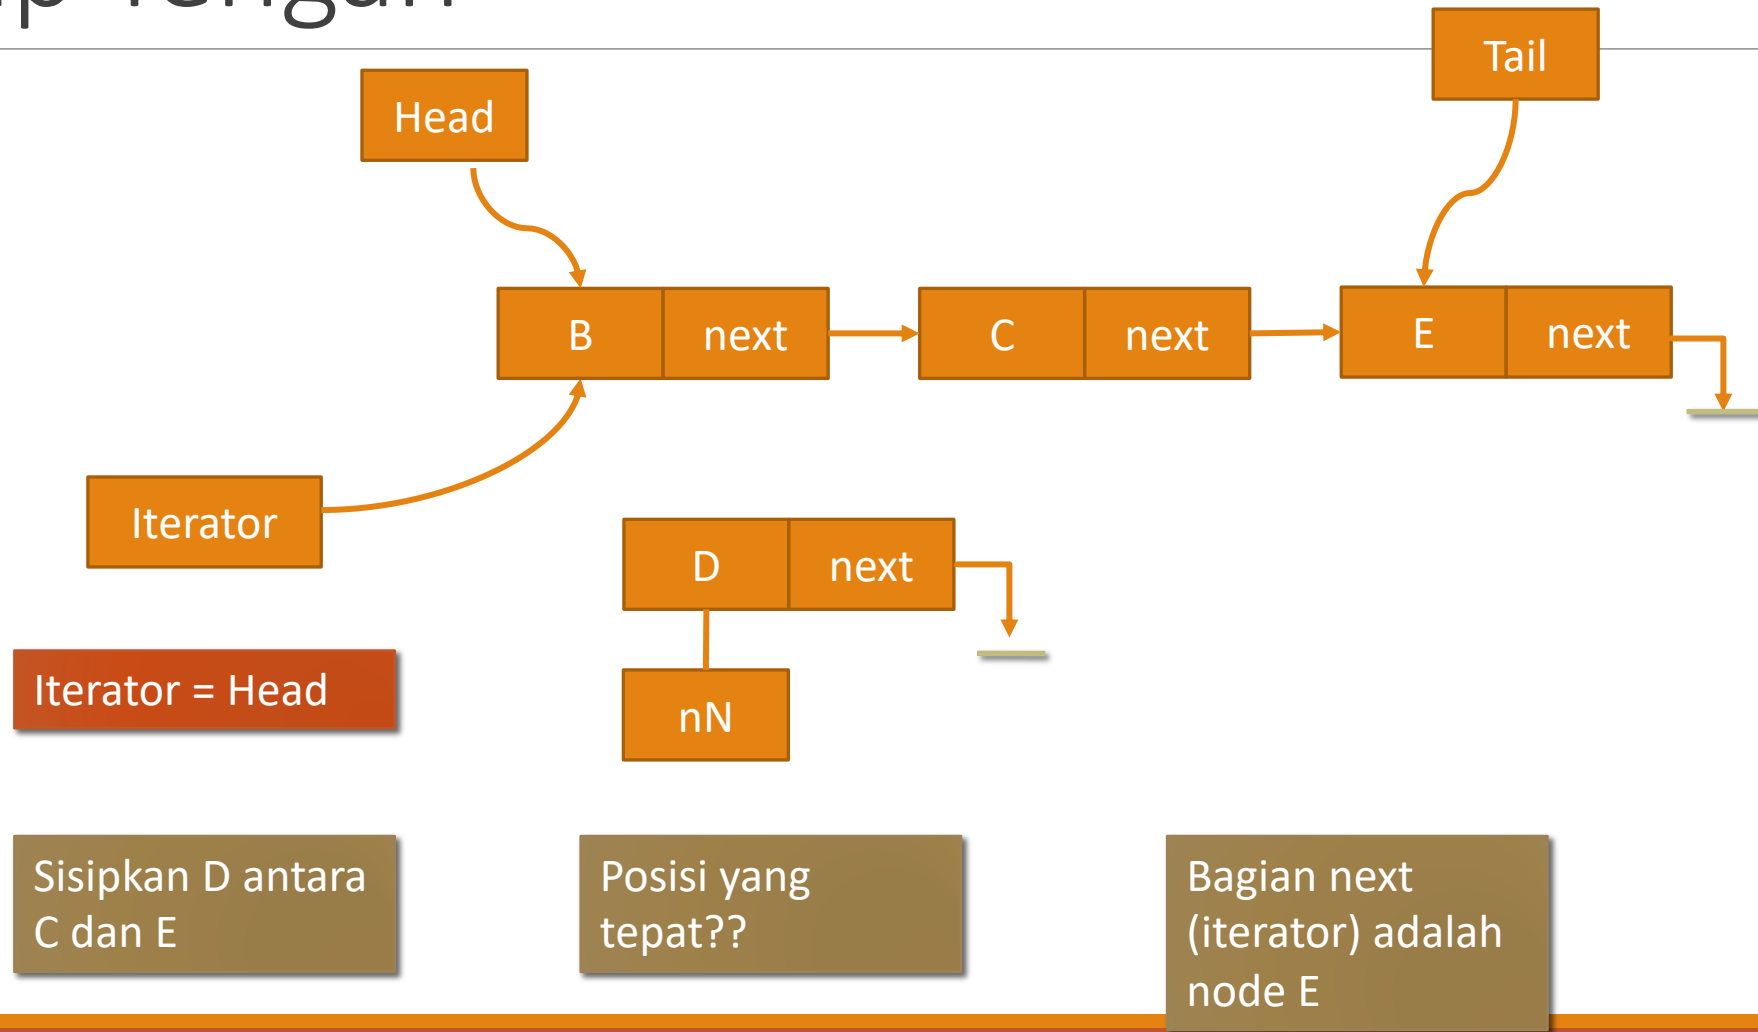 Tengah
Tail
Head
B
next
C
next
E
next
Iterator
D
next
Iterator = Head
nN
Sisipkan D antara
C dan E
Posisi yang
tepat??
Bagian next
(iterator) adalah
node E